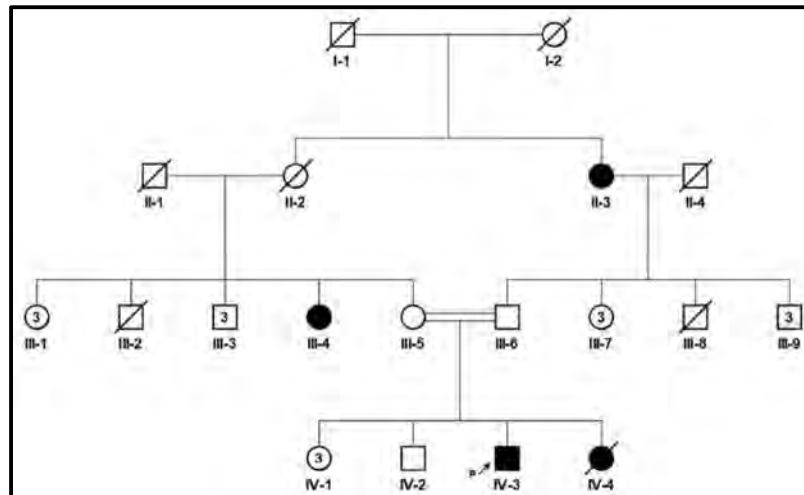 I-1 I-2
II-1 II-2 II-3 II-4
3 3 3 3
III-1 III-2 III-3 III-4 III-5 III-6 III-7 III-8 III-9
3 P
IV-1 IV-2 IV-3 IV-4